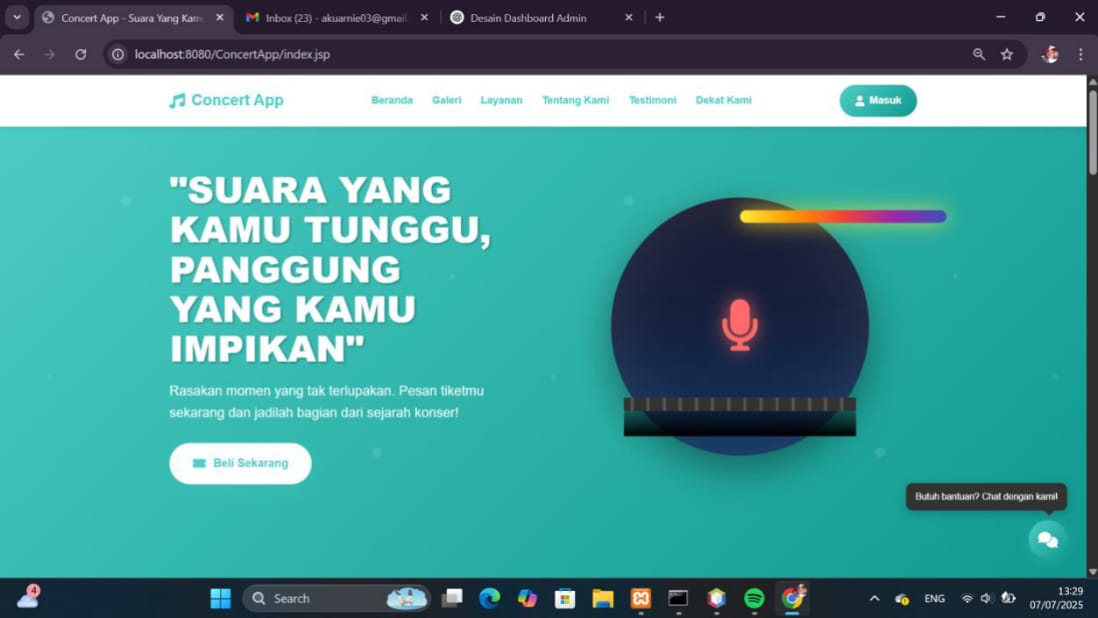 Concert App - Suara Yang Kam
Inbox (23) - akuarnie03@gmail.
Desain Dashboard Admin
localhost:8080/ConcertApp/index.jsp
Concert App
Beranda
Galeri
Layanan
Tentang Kami
Testimoni
Dekat Kami
Masuk
"SUARA YANG
KAMU TUNGGU,
PANGGUNG
YANG KAMU
IMPIKAN"
Rasakan momen yang tak terlupakan. Pesan tiketmu
sekarang dan jadilah bagian dari sejarah konser!
Beli Sekarang
Butuh bantuan? Chat dengan kami!
4
Search
ENG
13:29
07/07/2025